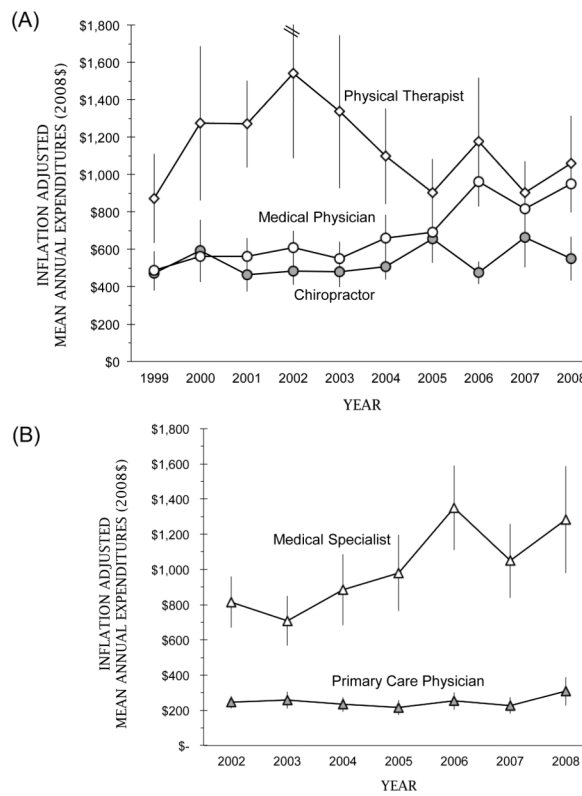 (A)
$1,800
$1,600
$1,400
$1,200
$1,000
$800
$600
$400
$200
$0
INFLATION ADJUSTED
MEAN ANNUAL EXPENDITURES (2008$)
Physical Therapist
Medical Physician
Chiropractor
1999 2000 2001 2002 2003 2004 2005 2006 2007 2008
YEAR
(B)
$1,800
$1,600
$1,400
$1,200
$1,000
$800
$600
$400
$200
$-
INFLATION ADJUSTED
MEAN ANNUAL EXPENDITURES (2008$)
Medical Specialist
Primary Care Physician
2002 2003 2004 2005 2006 2007 2008
YEAR